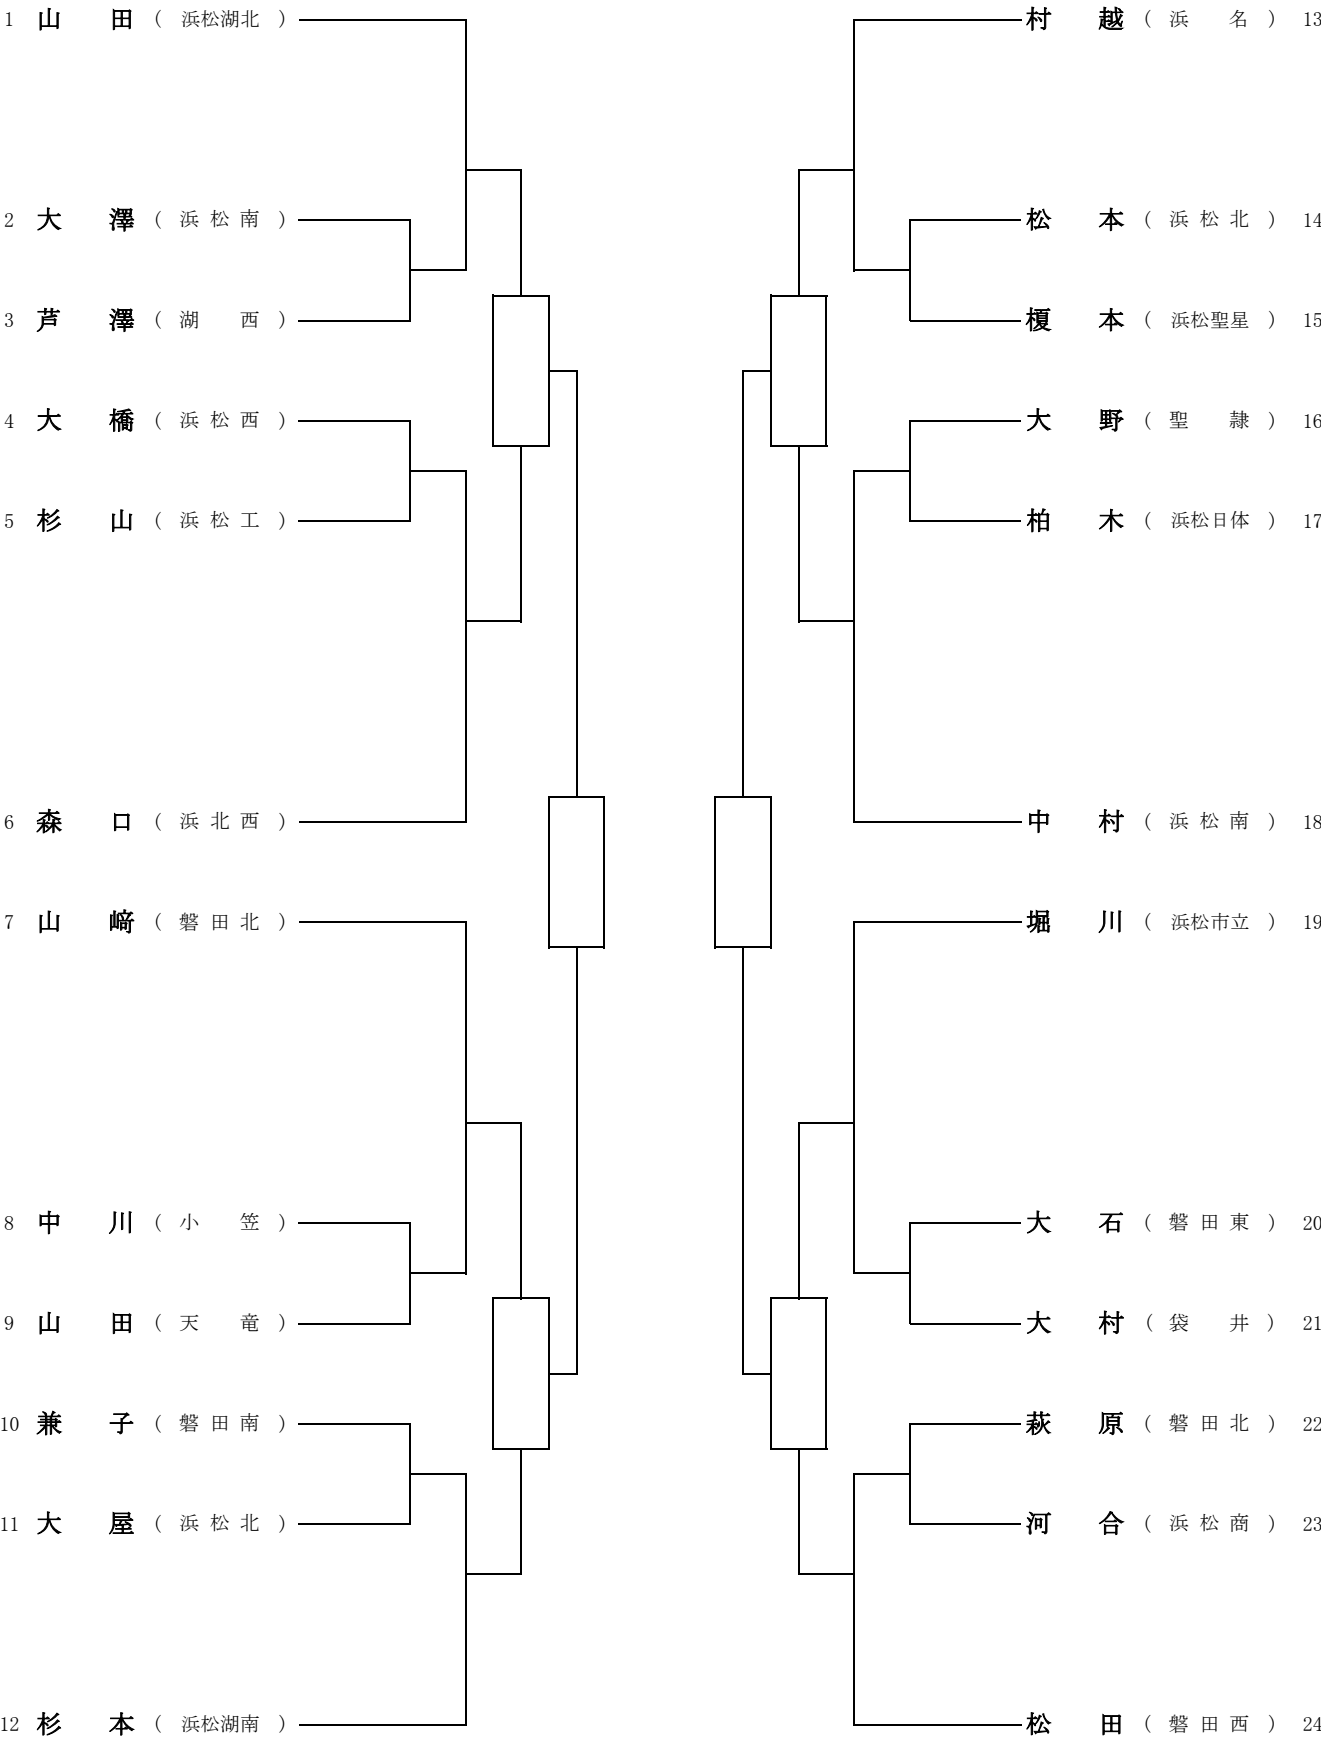 1 山 田 ( 浜松湖北 )
2 大 澤 ( 浜 松 南 )
3 芦 澤 ( 湖 西 )
4 大 橋 ( 浜 松 西 )
5 杉 山 ( 浜 松 工 )
6 森 口 ( 浜 北 西 )
7 山 﨑 ( 磐 田 北 )
8 中 川 ( 小 笠 )
9 山 田 ( 天 竜 )
10 兼 子 ( 磐 田 南 )
11 大 屋 ( 浜 松 北 )
12 杉 本 ( 浜松湖南 )
村 越 ( 浜 名 ) 13
松 本 ( 浜 松 北 ) 14
榎 本 ( 浜松聖星 ) 15
大 野 ( 聖 隷 ) 16
柏 木 ( 浜松日体 ) 17
中 村 ( 浜 松 南 ) 18
堀 川 ( 浜松市立 ) 19
大 石 ( 磐 田 東 ) 20
大 村 ( 袋 井 ) 21
萩 原 ( 磐 田 北 ) 22
河 合 ( 浜 松 商 ) 23
松 田 ( 磐 田 西 ) 24